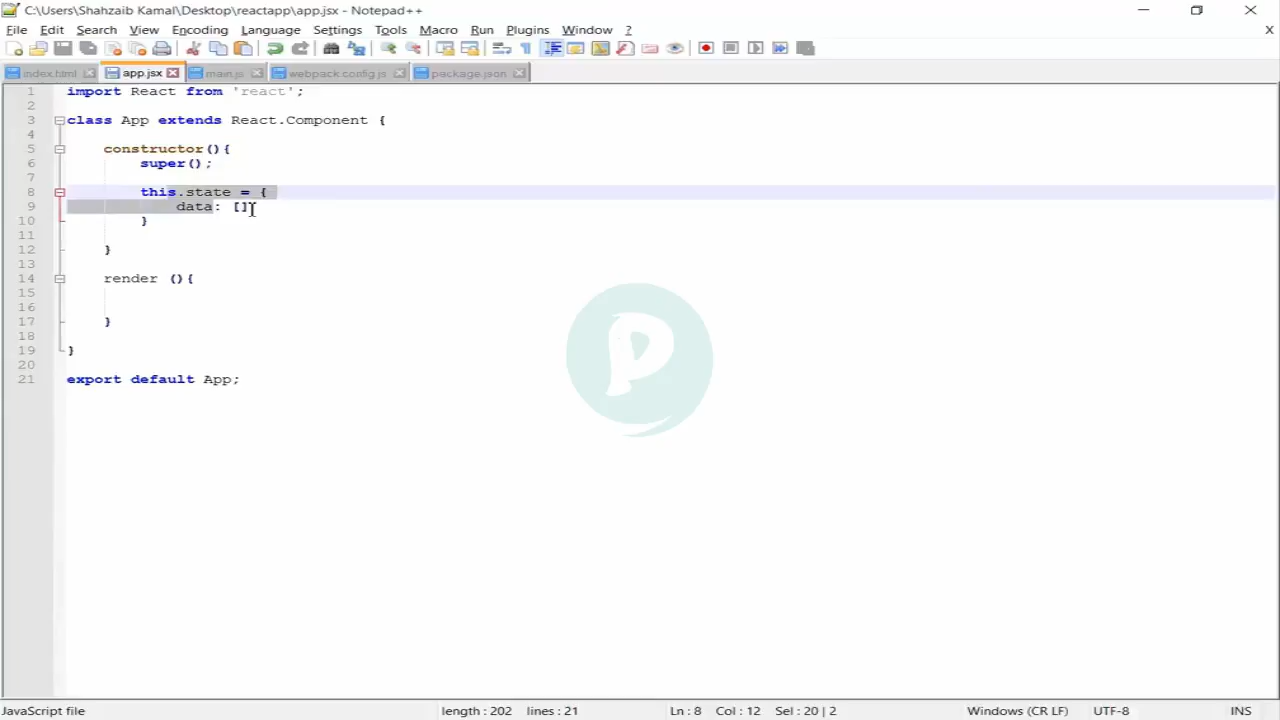 C:\Users\Shahzaib Kamal\Desktop\reactapp\app.jsx - Notepad++
File Edit Search View Encoding Language Settings Tools Macro Run Plugins Window ? X
index.html app.jsx main.js webpack.config.js package.json
1 import React from 'react';
2
3 class App extends React.Component {
4
5 constructor(){
6 super();
7
8 this.state = {
9 data: []
10 }
11
12 }
13
14 render (){
15
16
17 }
18
19 }
20
21 export default App;
P
JavaScript file length : 202 lines : 21 Ln : 8 Col : 12 Sel : 20 | 2 Windows (CR LF) UTF-8 INS